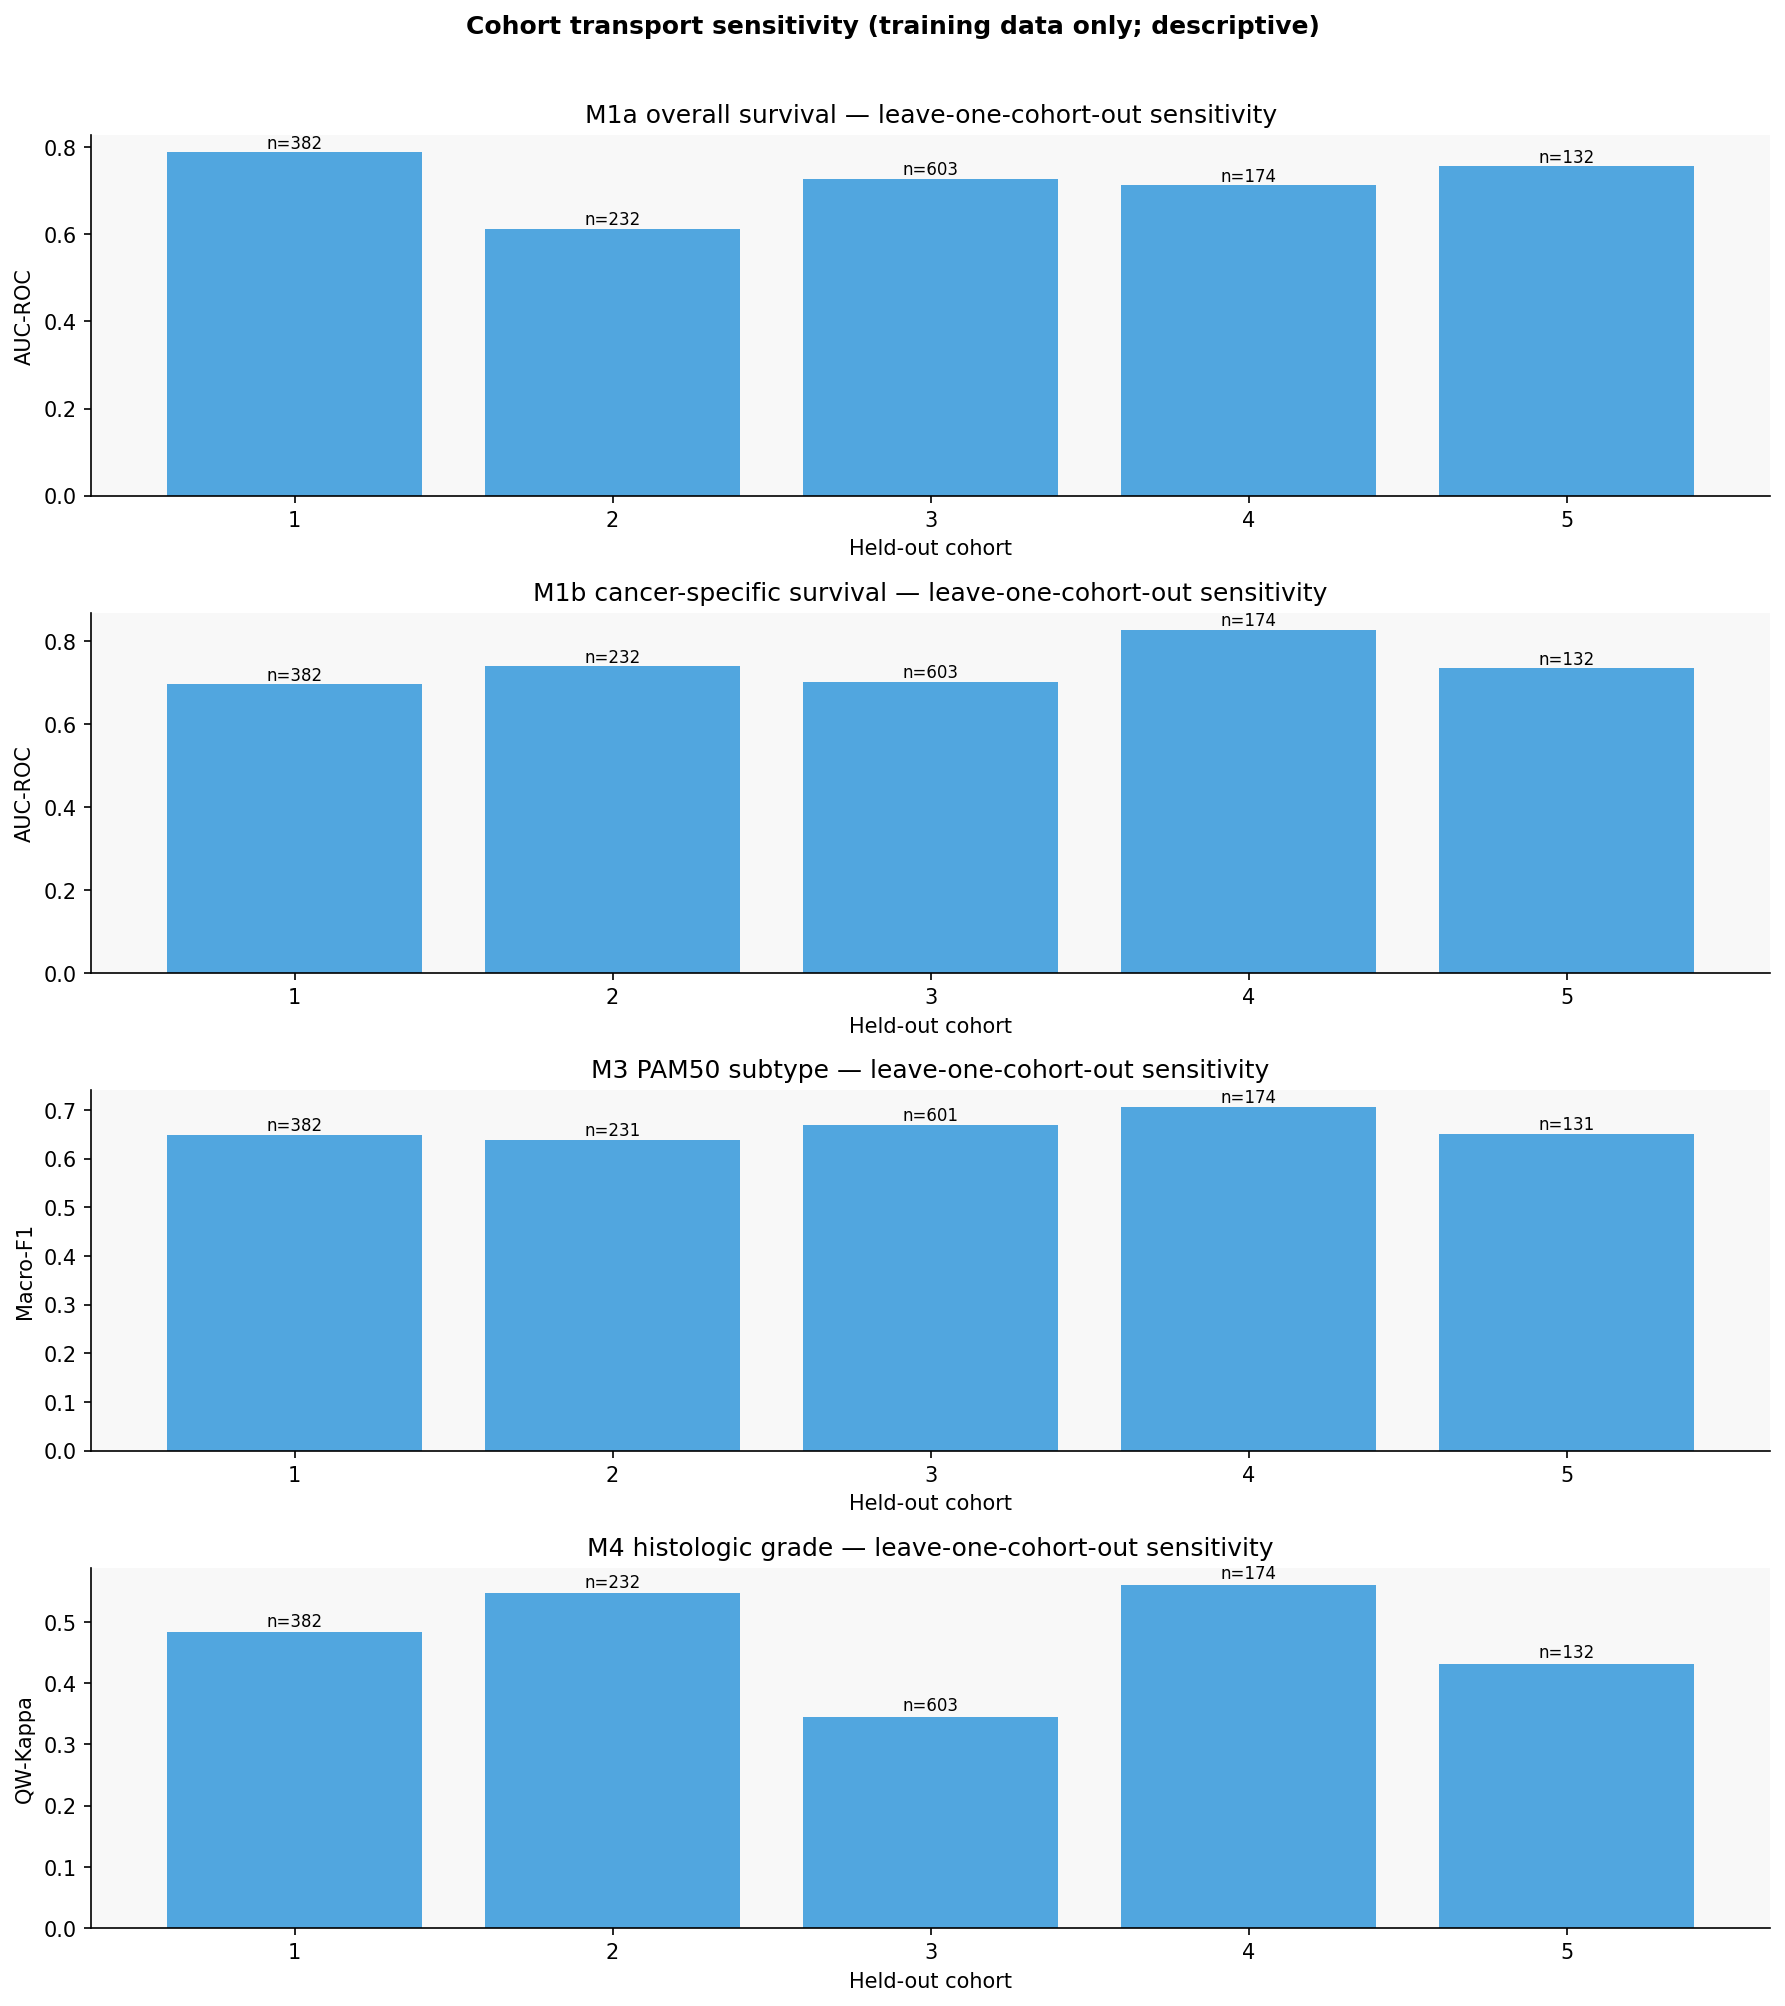 Cohort transport sensitivity (training data only; descriptive)
M1a overall survival — leave-one-cohort-out sensitivity
n=382
n=232
n=603
n=174
n=132
0.8
0.6
0.4
0.2
0.0
AUC-ROC
1 2 3 4 5
Held-out cohort
M1b cancer-specific survival — leave-one-cohort-out sensitivity
n=382
n=232
n=603
n=174
n=132
0.8
0.6
0.4
0.2
0.0
AUC-ROC
1 2 3 4 5
Held-out cohort
M3 PAM50 subtype — leave-one-cohort-out sensitivity
n=382
n=231
n=601
n=174
n=131
0.7
0.6
0.5
0.4
0.3
0.2
0.1
0.0
Macro-F1
1 2 3 4 5
Held-out cohort
M4 histologic grade — leave-one-cohort-out sensitivity
n=382
n=232
n=603
n=174
n=132
0.5
0.4
0.3
0.2
0.1
0.0
QW-Kappa
1 2 3 4 5
Held-out cohort